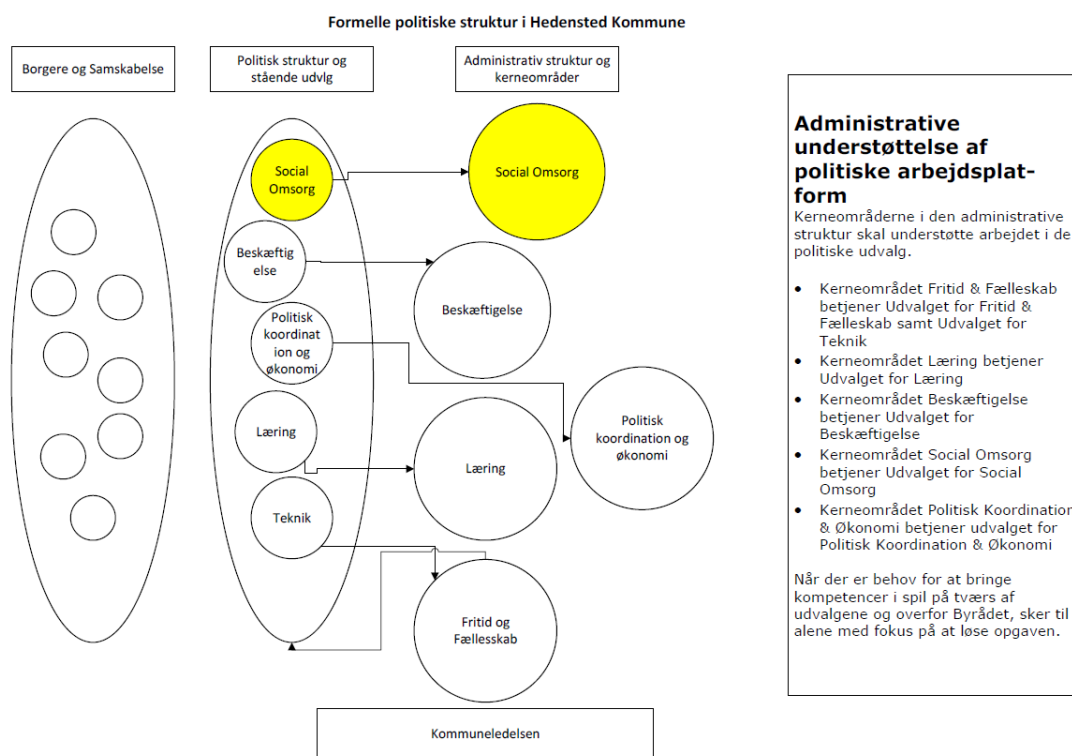 Formelle politiske struktur i Hedensted Kommune
Borgere og Samskabelse
Politisk struktur og
stående udvlg
Administrativ struktur og
kerneområder
Social
Omsorg
Social Omsorg
Beskæftig
else
Beskæftigelse
Politisk
koordinat
ion og
økonomi
Politisk
koordination og
økonomi
Læring
Læring
Teknik
Fritid og
Fællesskab
Kommuneledelsen
Administrative
understøttelse af
politiske arbejdsplat-
form
Kerneområderne i den administrative
struktur skal understøtte arbejdet i de
politiske udvalg.
• Kerneområdet Fritid & Fælleskab
betjener Udvalget for Fritid &
Fælleskab samt Udvalget for
Teknik
• Kerneområdet Læring betjener
Udvalget for Læring
• Kerneområdet Beskæftigelse
betjener Udvalget for
Beskæftigelse
• Kerneområdet Social Omsorg
betjener Udvalget for Social
Omsorg
• Kerneområdet Politisk Koordination
& Økonomi betjener udvalget for
Politisk Koordination & Økonomi
Når der er behov for at bringe
kompetencer i spil på tværs af
udvalgene og overfor Byrådet, sker til
alene med fokus på at løse opgaven.